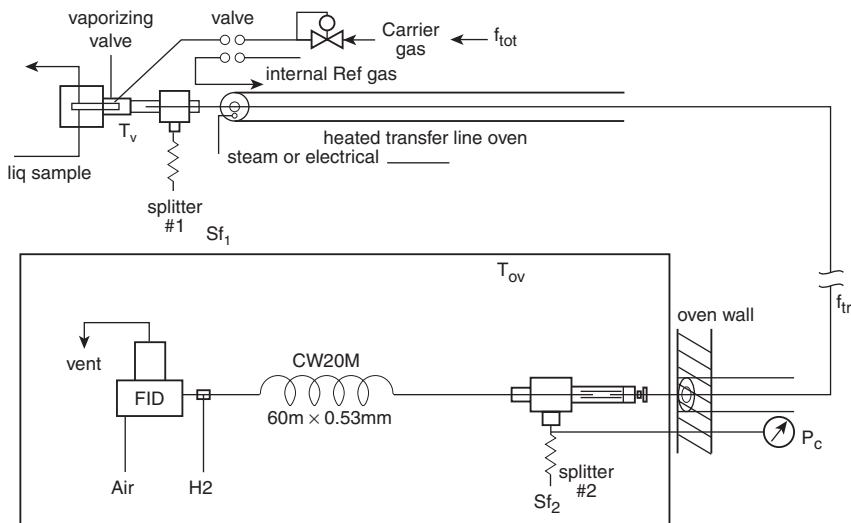 vaporizing
valve
valve
Carrier
gas
f_tot
internal Ref gas
T_v
heated transfer line oven
steam or electrical
liq sample
splitter
#1
Sf_1
T_ov
f_tr
oven wall
vent
CW20M
FID
60m × 0.53mm
P_c
Air
H2
splitter
#2
Sf_2